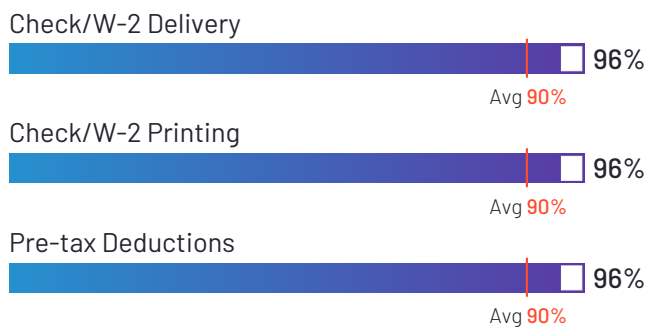 Check/W-2 Delivery
96%
Avg 90%
Check/W-2 Printing
96%
Avg 90%
Pre-tax Deductions
96%
Avg 90%